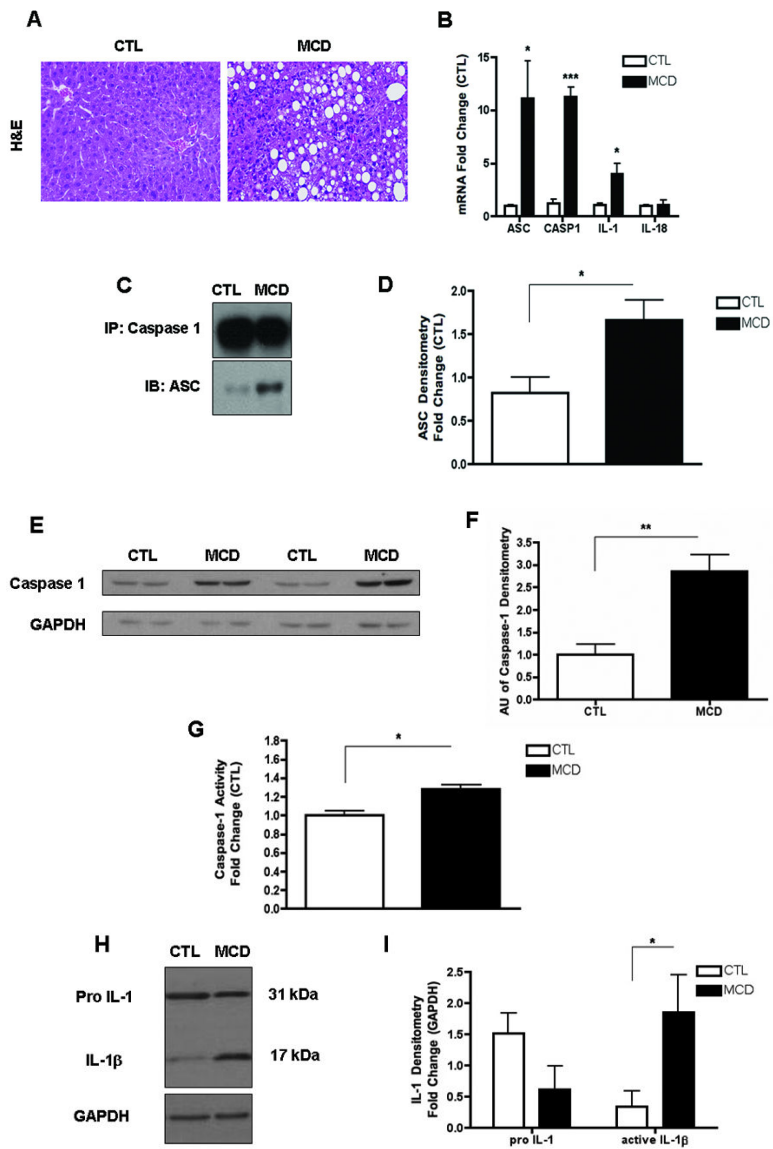 A
CTL MCD
H&E
B
mRNA Fold Change (CTL)
15
10
5
0
* *** *
ASC CASP1 IL-1 IL-18
CTL
MCD
C
CTL MCD
IP: Caspase 1
IB: ASC
D
ASC Densitometry
Fold Change (CTL)
2.0
1.5
1.0
0.5
0.0
*
CTL
MCD
E
CTL MCD CTL MCD
Caspase 1
GAPDH
F
AU of Caspase-1 Densitometry
3.5
3.0
2.5
2.0
1.5
1.0
0.5
0.0
**
CTL MCD
G
Caspase-1 Activity
Fold Change (CTL)
1.8
1.6
1.4
1.2
1.0
0.8
0.6
0.4
0.2
0.0
*
CTL
MCD
H
CTL MCD
Pro IL-1 31 kDa
IL-1β 17 kDa
GAPDH
I
IL-1 Densitometry
Fold Change (GAPDH)
2.5
2.0
1.5
1.0
0.5
0.0
*
pro IL-1 active IL-1β
CTL
MCD